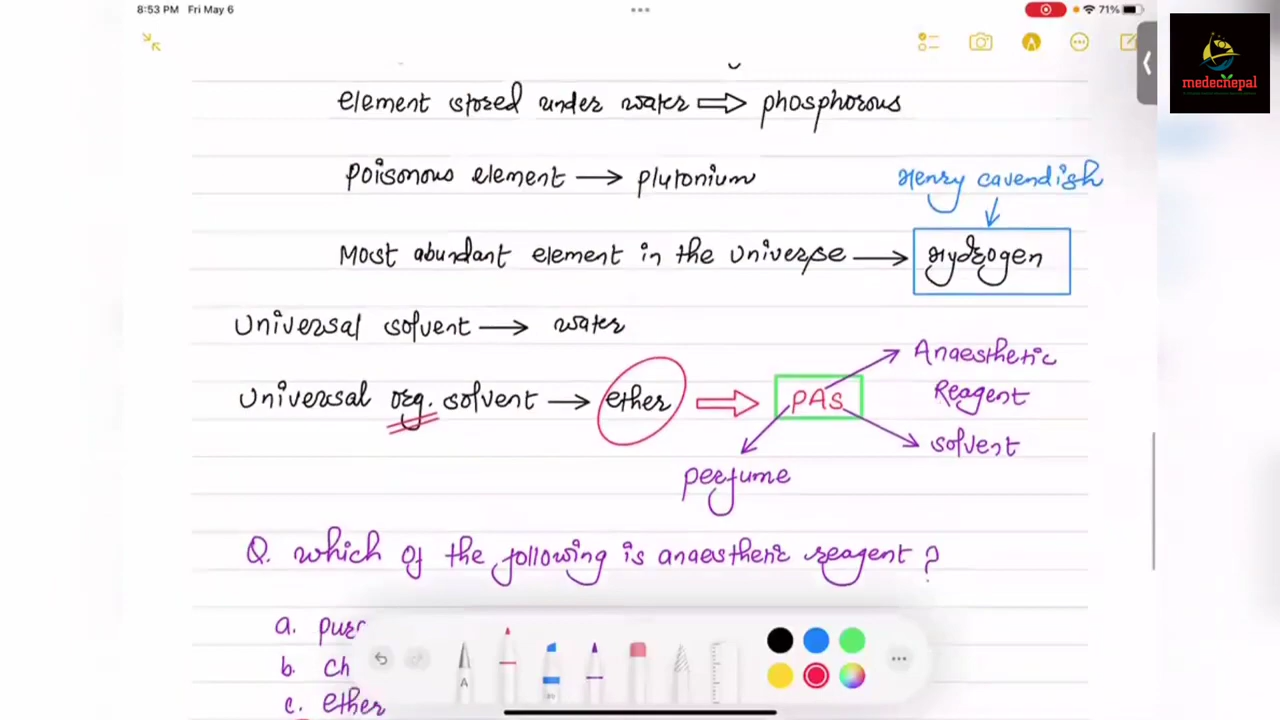 8:53 PM Fri May 6
71%
medecnepal
element stored under water ⇒ phosphorous
Poisonous element → plutonium
Henry cavendish
Most abundant element in the Universe → Hydrogen
Universal solvent → water
Universal org. solvent → ether ⇒ PAS
Anaesthetic
Reagent
solvent
perfume
Q. which of the following is anaesthetic reagent?
a.
b. ch
c. ether
A